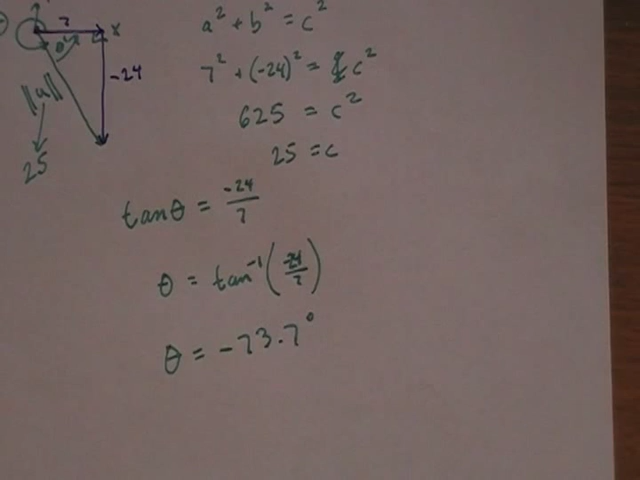 7
x
θ
-24
||u||
25
a² + b² = c²
7² + (-24)² = c²
625 = c²
25 = c
tanθ = -24/7
θ = tan⁻¹(-24/7)
θ = -73.7°